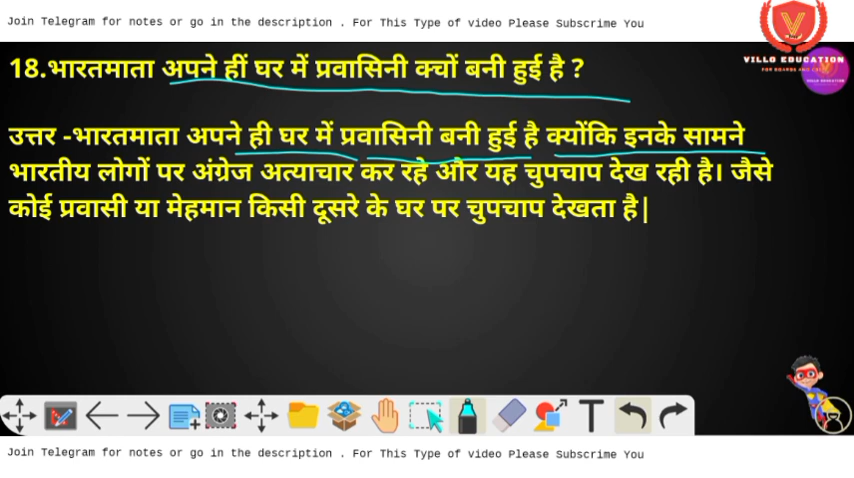 Join Telegram for notes or go in the description . For This Type of video Please Subscrime You
VILLG EDUCATION
18.भारतमाता अपने हीं घर में प्रवासिनी क्यों बनी हुई है ?
उत्तर -भारतमाता अपने ही घर में प्रवासिनी बनी हुई है क्योंकि इनके सामने
भारतीय लोगों पर अंग्रेज अत्याचार कर रहे और यह चुपचाप देख रही है। जैसे
कोई प्रवासी या मेहमान किसी दूसरे के घर पर चुपचाप देखता है|
Join Telegram for notes or go in the description . For This Type of video Please Subscrime You